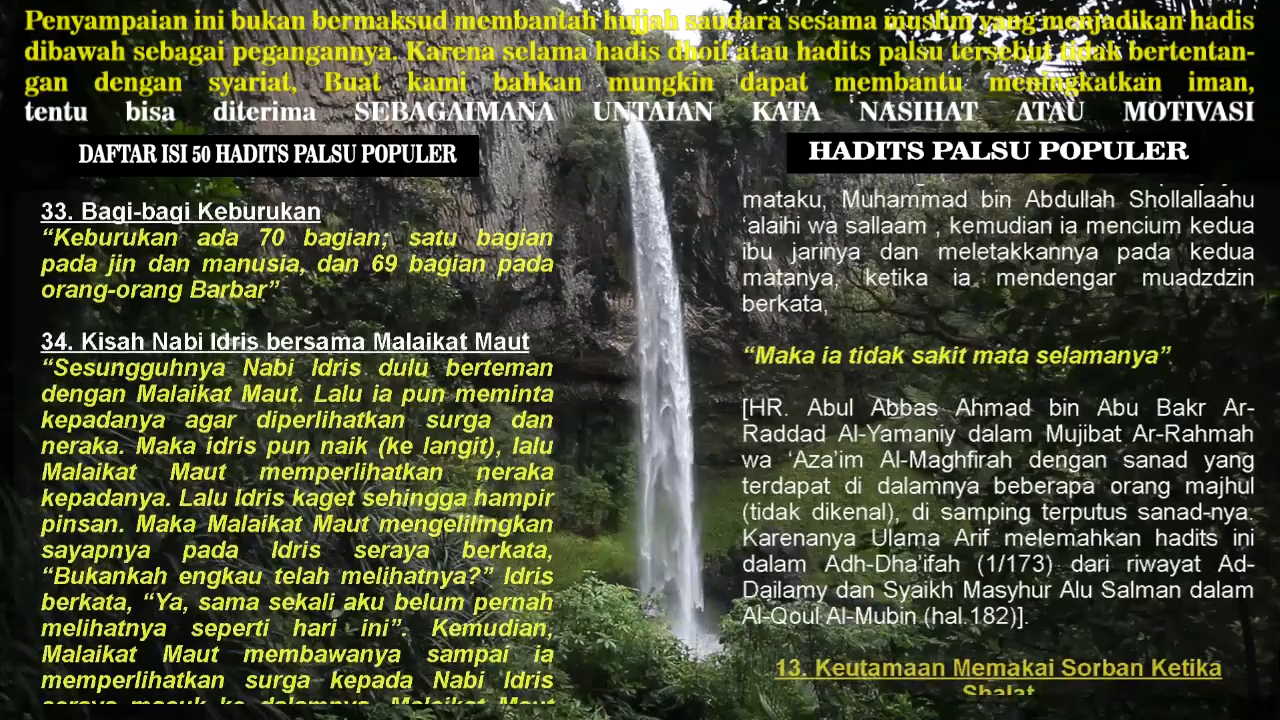 Penyampaian ini bukan bermaksud membantah hujjah saudara sesama muslim yang menjadikan hadis
dibawah sebagai pegangannya. Karena selama hadis dhoif atau hadits palsu tersebut tidak bertentan-
gan dengan syariat, Buat kami bahkan mungkin dapat membantu meningkatkan iman,
tentu bisa diterima SEBAGAIMANA UNTAIAN KATA NASIHAT ATAU MOTIVASI
DAFTAR ISI 50 HADITS PALSU POPULER
33. Bagi-bagi Keburukan
“Keburukan ada 70 bagian; satu bagian
pada jin dan manusia, dan 69 bagian pada
orang-orang Barbar”
34. Kisah Nabi Idris bersama Malaikat Maut
“Sesungguhnya Nabi Idris dulu berteman
dengan Malaikat Maut. Lalu ia pun meminta
kepadanya agar diperlihatkan surga dan
neraka. Maka idris pun naik (ke langit), lalu
Malaikat Maut memperlihatkan neraka
kepadanya. Lalu Idris kaget sehingga hampir
pinsan. Maka Malaikat Maut mengelilingkan
sayapnya pada Idris seraya berkata,
“Bukankah engkau telah melihatnya?” Idris
berkata, “Ya, sama sekali aku belum pernah
melihatnya seperti hari ini”. Kemudian,
Malaikat Maut membawanya sampai ia
memperlihatkan surga kepada Nabi Idris
seraya masuk ke dalamnya. Malaikat Maut
HADITS PALSU POPULER
mataku, Muhammad bin Abdullah Shollallaahu
‘alaihi wa sallaam , kemudian ia mencium kedua
ibu jarinya dan meletakkannya pada kedua
matanya, ketika ia mendengar muadzdzin
berkata,
“Maka ia tidak sakit mata selamanya”.
[HR. Abul Abbas Ahmad bin Abu Bakr Ar-
Raddad Al-Yamaniy dalam Mujibat Ar-Rahmah
wa ‘Aza’im Al-Maghfirah dengan sanad yang
terdapat di dalamnya beberapa orang majhul
(tidak dikenal), di samping terputus sanad-nya.
Karenanya Ulama Arif melemahkan hadits ini
dalam Adh-Dha’ifah (1/173) dari riwayat Ad-
Dailamy dan Syaikh Masyhur Alu Salman dalam
Al-Qoul Al-Mubin (hal.182)].
13. Keutamaan Memakai Sorban Ketika
Shalat